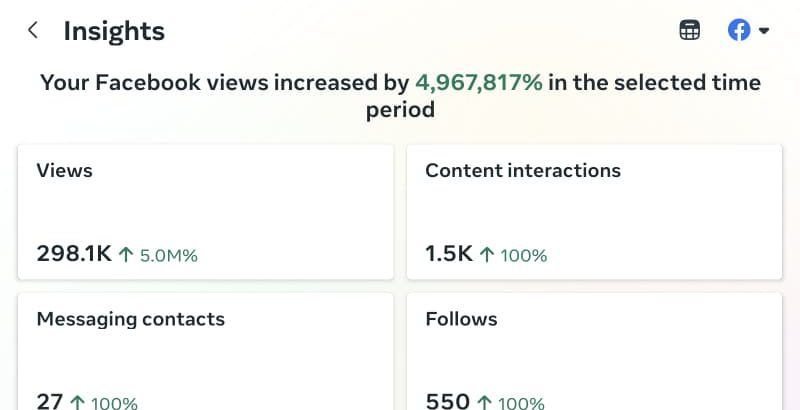 Insights
Your Facebook views increased by 4,967,817% in the selected time
period
Views
Content interactions
298.1K ↑ 5.0M%
1.5K ↑ 100%
Messaging contacts
Follows
27 ↑ 100%
550 ↑ 100%